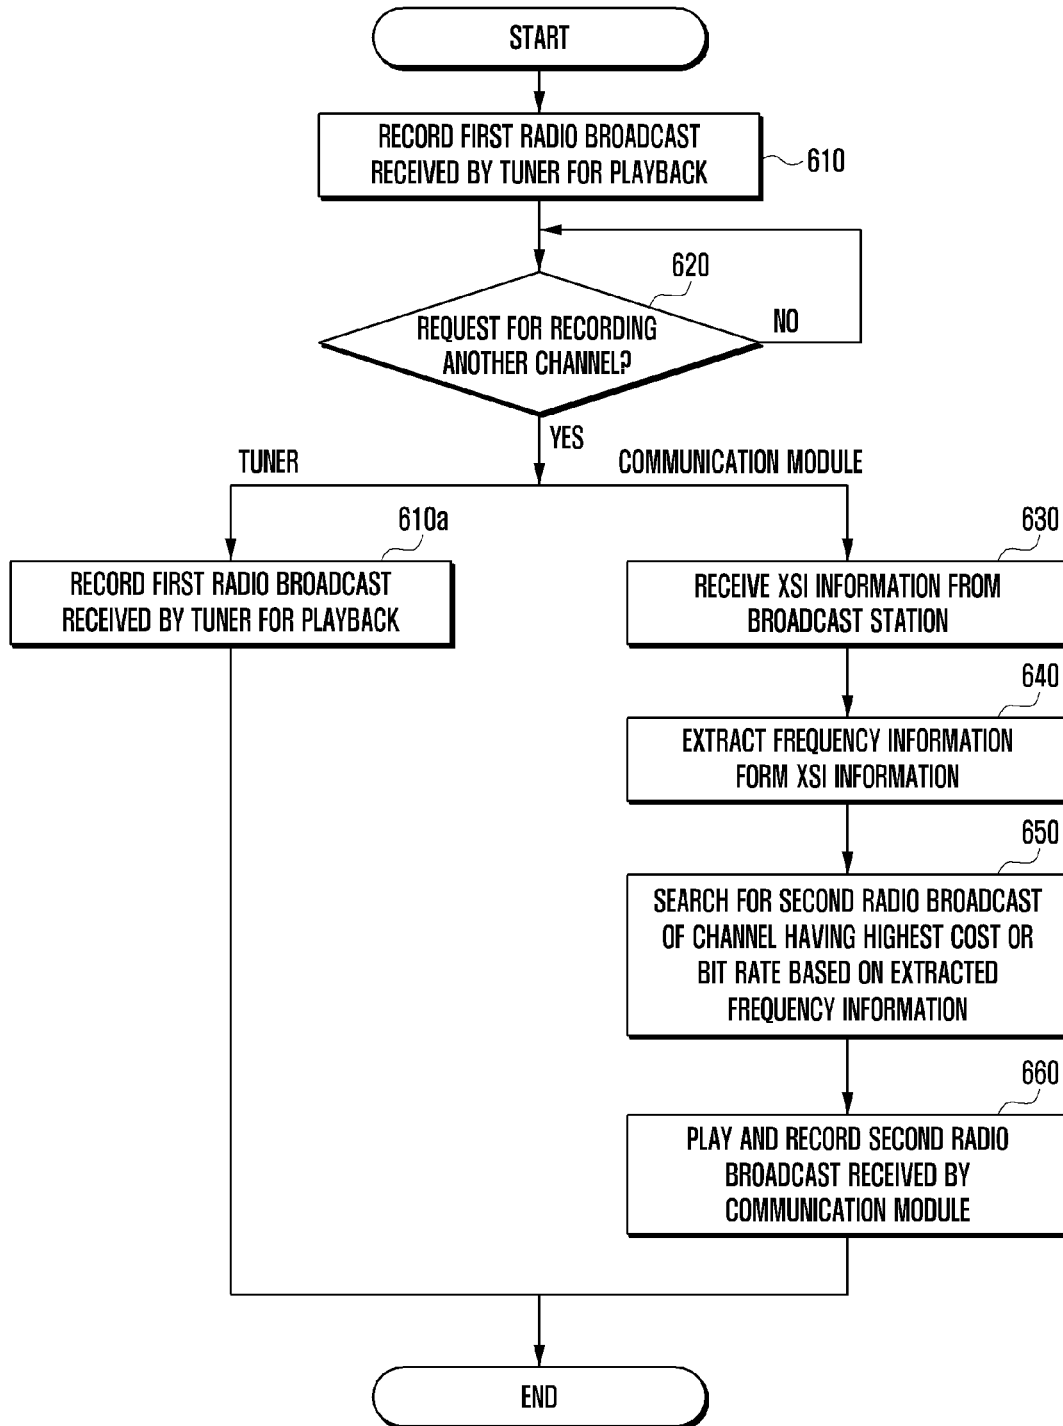 START
RECORD FIRST RADIO BROADCAST
RECEIVED BY TUNER FOR PLAYBACK
610
620
REQUEST FOR RECORDING
ANOTHER CHANNEL?
NO
YES
TUNER
COMMUNICATION MODULE
610a
RECORD FIRST RADIO BROADCAST
RECEIVED BY TUNER FOR PLAYBACK
630
RECEIVE XSI INFORMATION FROM
BROADCAST STATION
640
EXTRACT FREQUENCY INFORMATION
FORM XSI INFORMATION
650
SEARCH FOR SECOND RADIO BROADCAST
OF CHANNEL HAVING HIGHEST COST OR
BIT RATE BASED ON EXTRACTED
FREQUENCY INFORMATION
660
PLAY AND RECORD SECOND RADIO
BROADCAST RECEIVED BY
COMMUNICATION MODULE
END